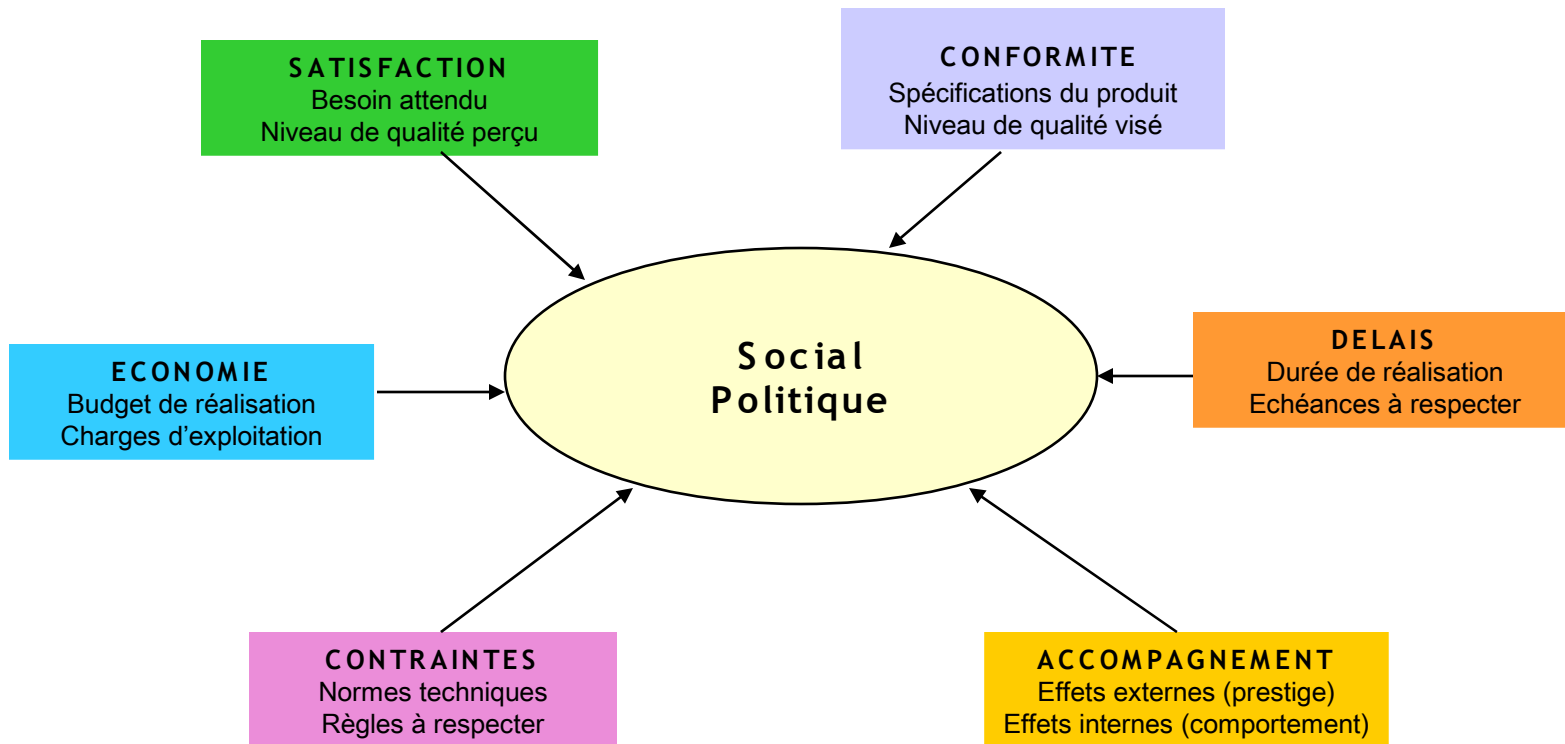 SATISFACTION
Besoin attendu
Niveau de qualité perçu
CONFORMITE
Spécifications du produit
Niveau de qualité visé
ECONOMIE
Budget de réalisation
Charges d'exploitation
Social
Politique
DELAIS
Durée de réalisation
Echéances à respecter
CONTRAINTES
Normes techniques
Règles à respecter
ACCOMPAGNEMENT
Effets externes (prestige)
Effets internes (comportement)